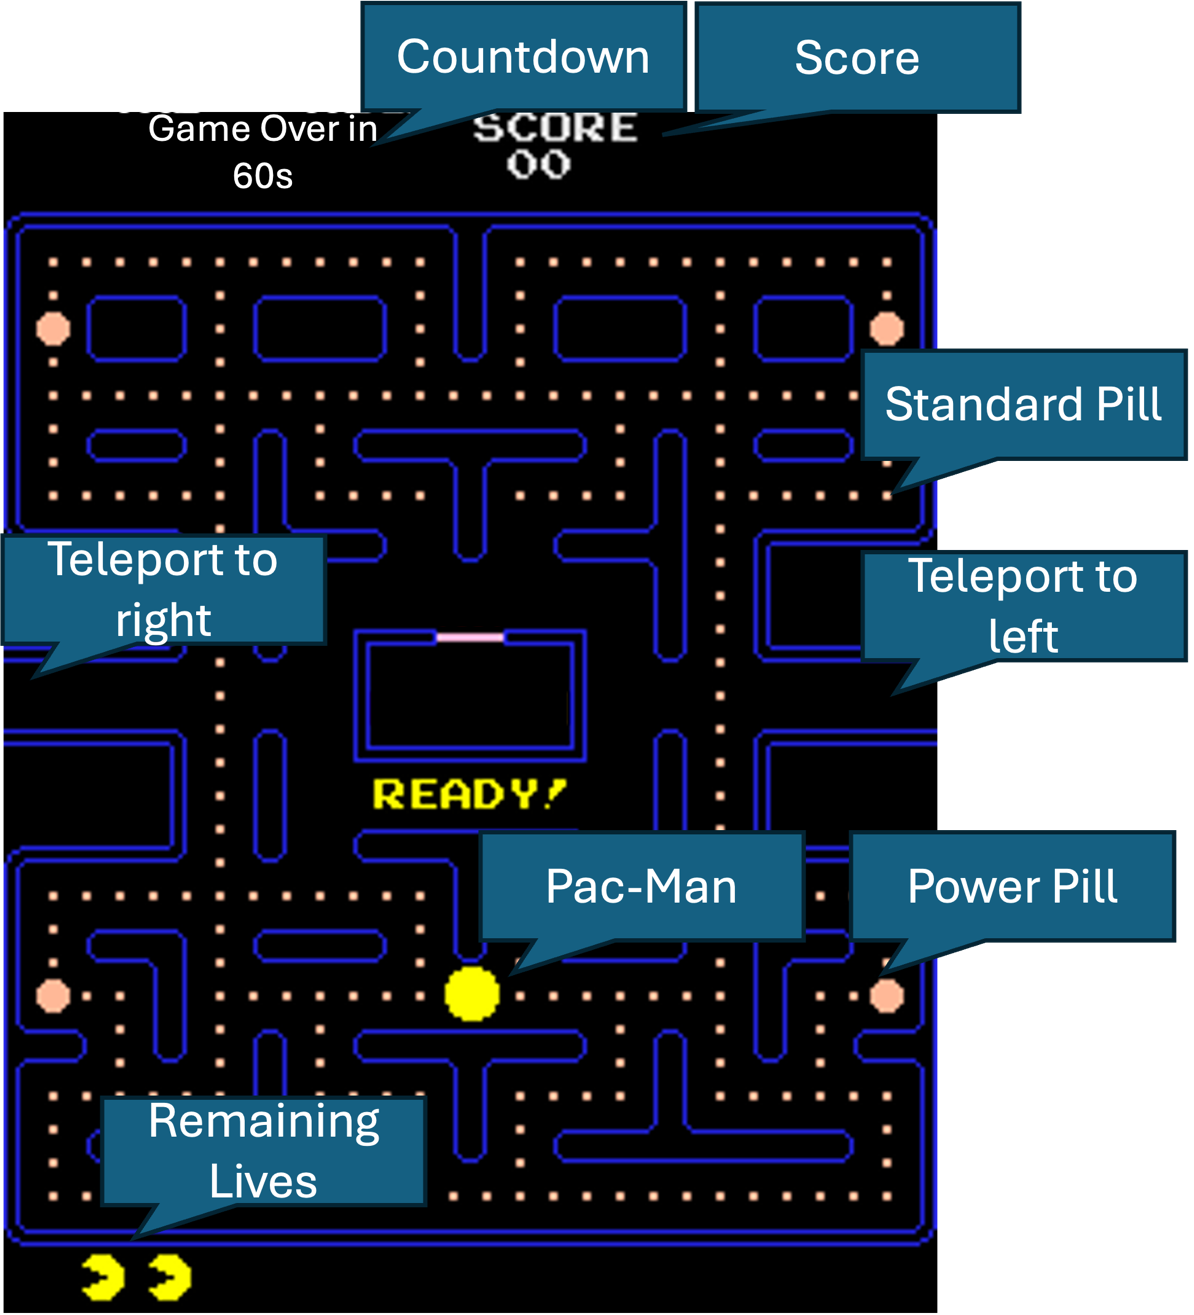 Countdown
Score
Game Over in
60s
SCORE
00
Standard Pill
Teleport to
right
Teleport to
left
READY!
Pac-Man
Power Pill
Remaining
Lives